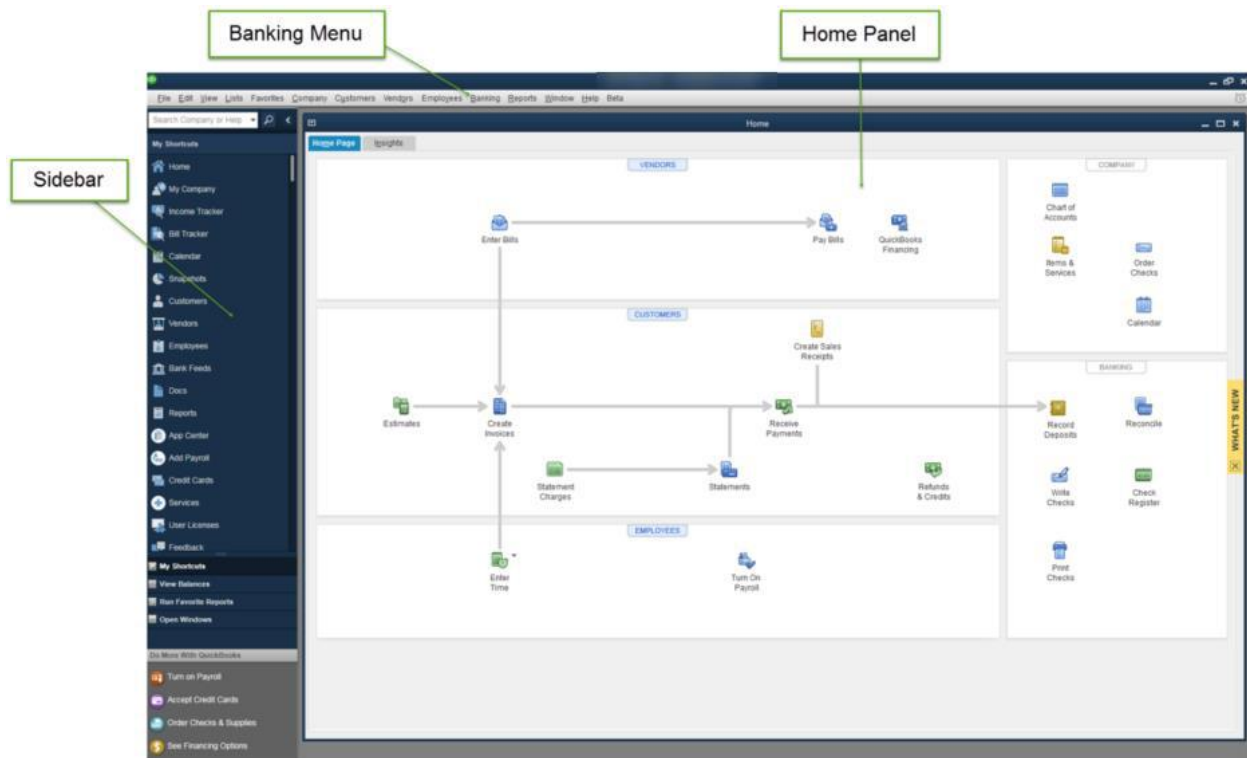 Banking Menu
Home Panel
Sidebar
File Edit View Lists Favorites Company Customers Vendors Employees Banking Reports Window Help Beta
Search Company or Help
Home
My Shortcuts
Home Page
Insights
Home
My Company
Income Tracker
Bill Tracker
Calendar
Snapshots
Customers
Vendors
Employees
Bank Feeds
Docs
Reports
App Center
Add Payroll
Credit Cards
Services
User Licenses
Feedback
My Shortcuts
View Balances
Run Favorite Reports
Open Windows
Do More With QuickBooks
Turn on Payroll
Accept Credit Cards
Order Checks & Supplies
See Financing Options
VENDORS
Enter Bills
Pay Bills
QuickBooks
Financing
CUSTOMERS
Create Sales
Receipts
Estimates
Create
Invoices
Receive
Payments
Statement
Charges
Statements
Refunds
& Credits
EMPLOYEES
Enter
Time
Turn On
Payroll
COMPANY
Chart of
Accounts
Items &
Services
Order
Checks
Calendar
BANKING
Record
Deposits
Reconcile
Write
Checks
Check
Register
Print
Checks
WHAT'S NEW